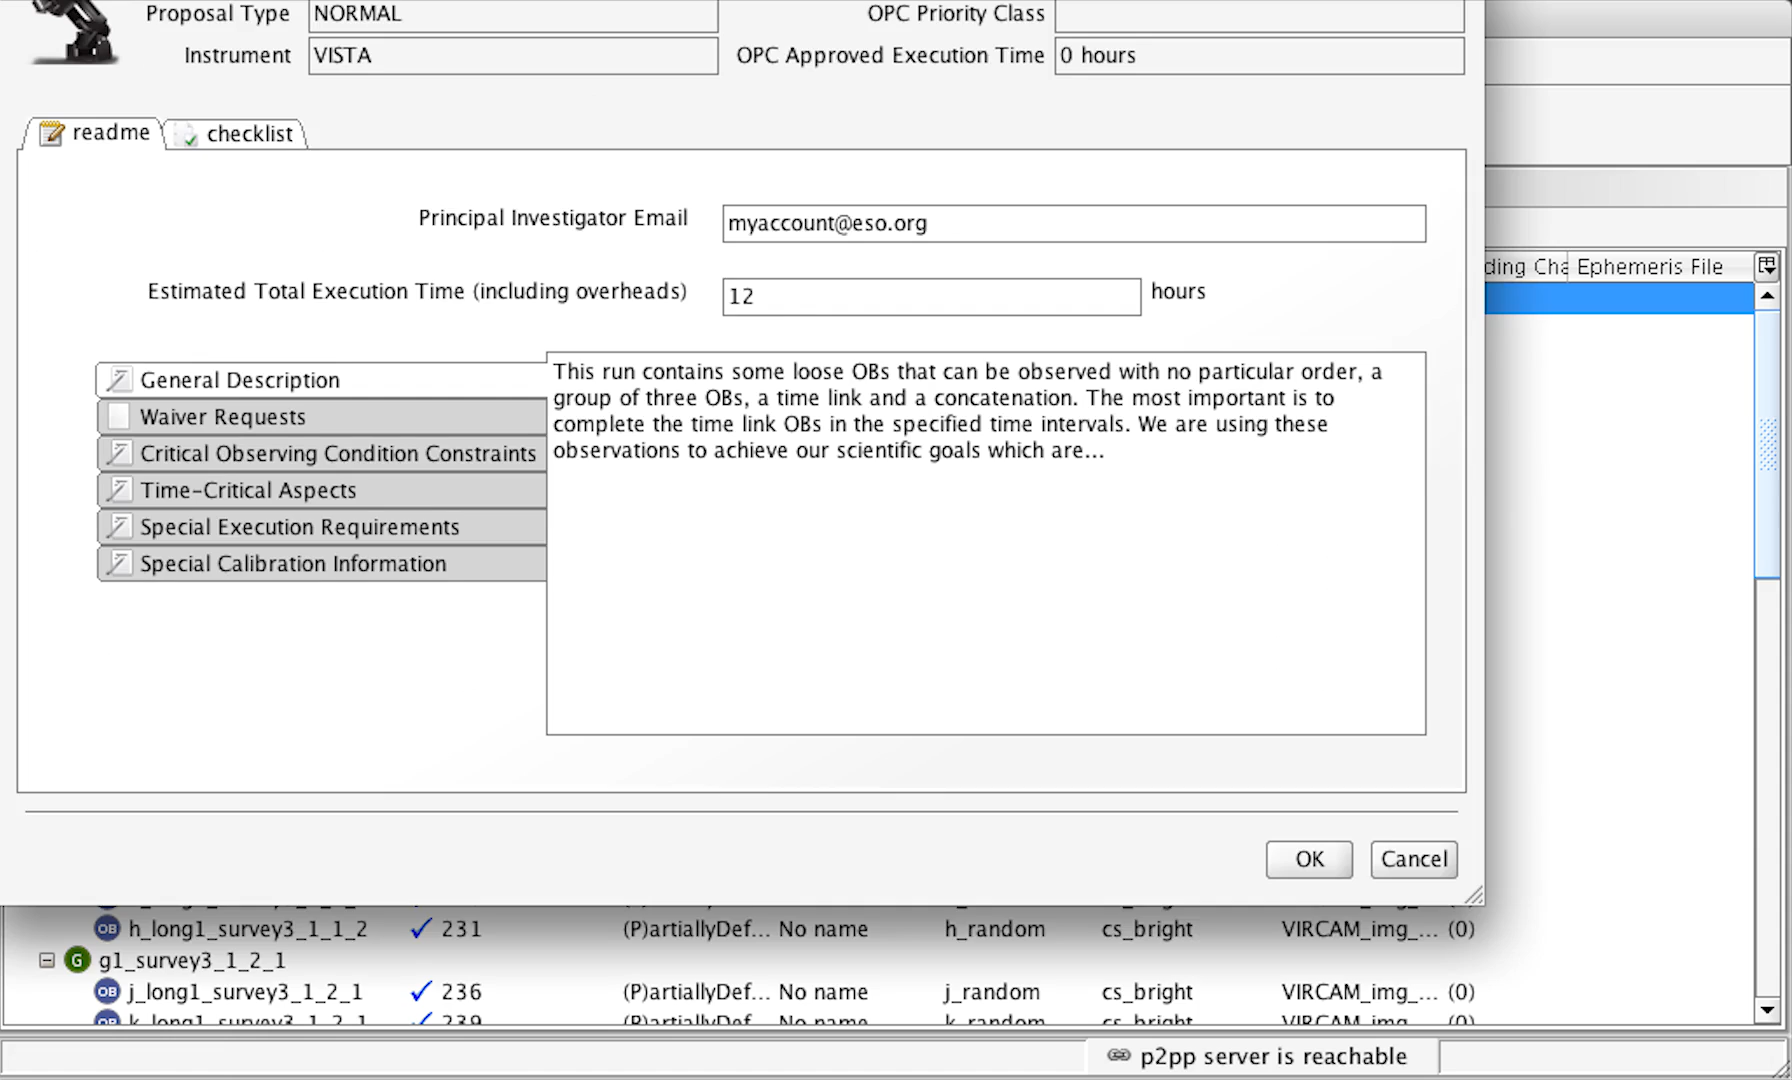 Proposal Type NORMAL OPC Priority Class
Instrument VISTA OPC Approved Execution Time 0 hours
readme checklist
Principal Investigator Email myaccount@eso.org
ding Cha Ephemeris File
Estimated Total Execution Time (including overheads) 12 hours
General Description
Waiver Requests
Critical Observing Condition Constraints
Time-Critical Aspects
Special Execution Requirements
Special Calibration Information
This run contains some loose OBs that can be observed with no particular order, a
group of three OBs, a time link and a concatenation. The most important is to
complete the time link OBs in the specified time intervals. We are using these
observations to achieve our scientific goals which are...
OK Cancel
OB h_long1_survey3_1_1_2 231 (P)artiallyDef... No name h_random cs_bright VIRCAM_img_... (0)
G g1_survey3_1_2_1
OB j_long1_survey3_1_2_1 236 (P)artiallyDef... No name j_random cs_bright VIRCAM_img_... (0)
OB k_long1_survey3_1_2_1 239 (P)artiallyDef... No name k_random cs_bright VIRCAM_img_... (0)
p2pp server is reachable